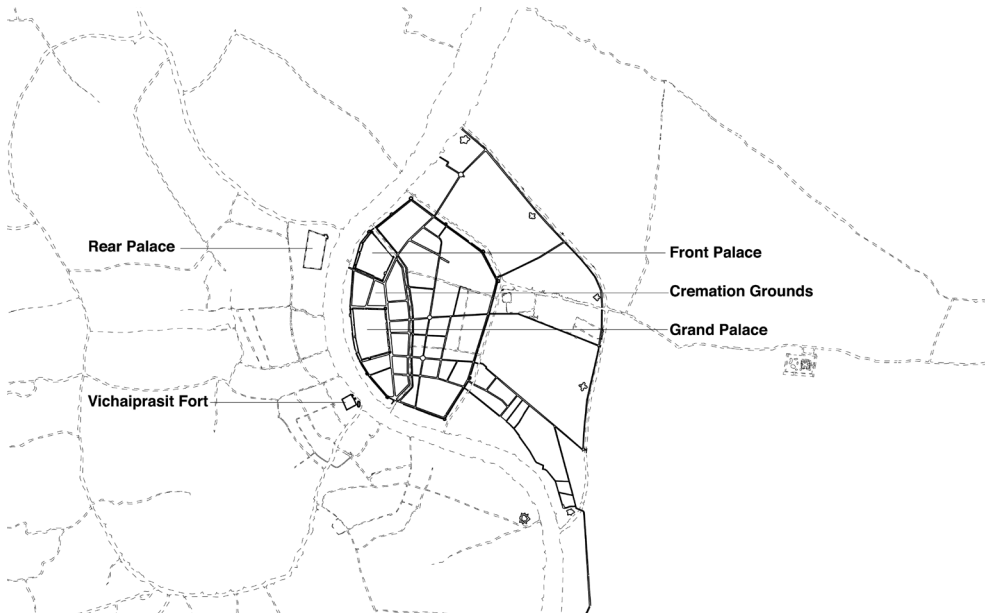 Rear Palace
Front Palace
Cremation Grounds
Grand Palace
Vichaiprasit Fort